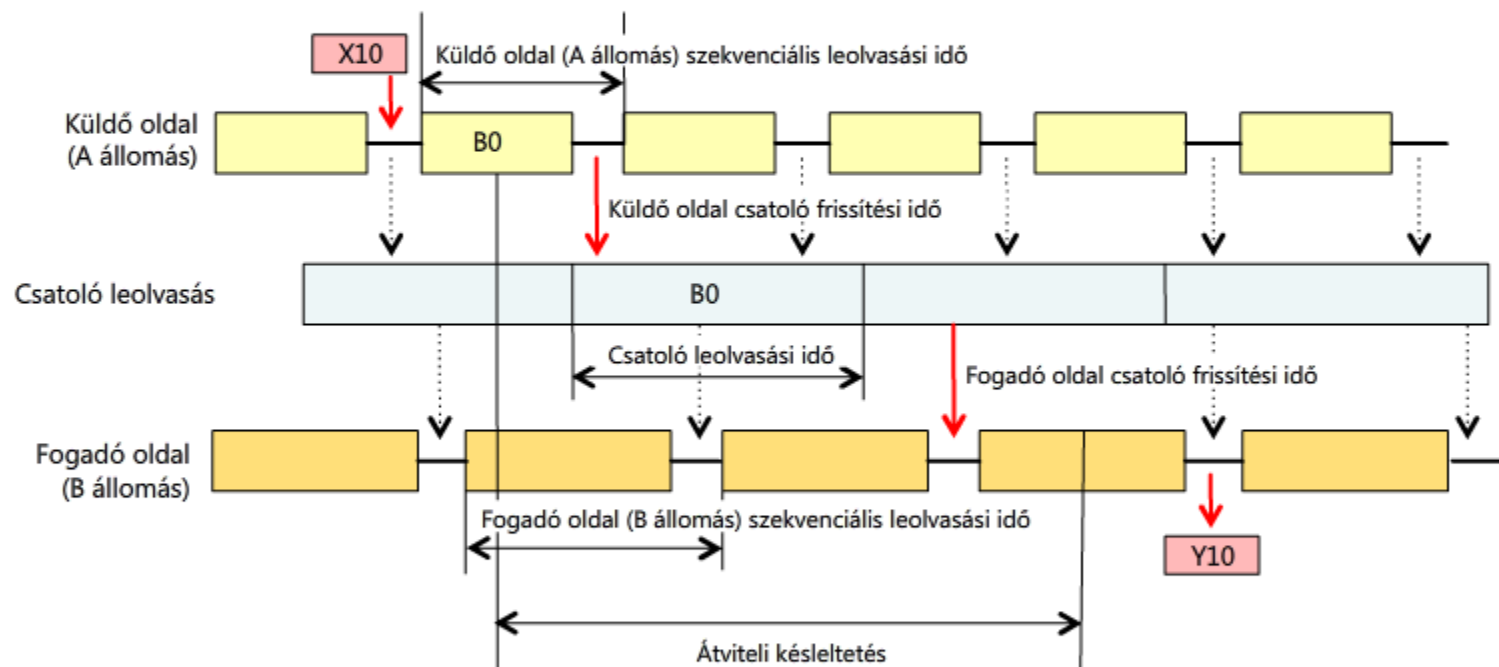 X10
Küldő oldal (A állomás) szekvenciális leolvasási idő
Küldő oldal
(A állomás)
B0
Küldő oldal csatoló frissítési idő
Csatoló leolvasás
B0
Csatoló leolvasási idő
Fogadó oldal csatoló frissítési idő
Fogadó oldal
(B állomás)
Fogadó oldal (B állomás) szekvenciális leolvasási idő
Y10
Átviteli késleltetés